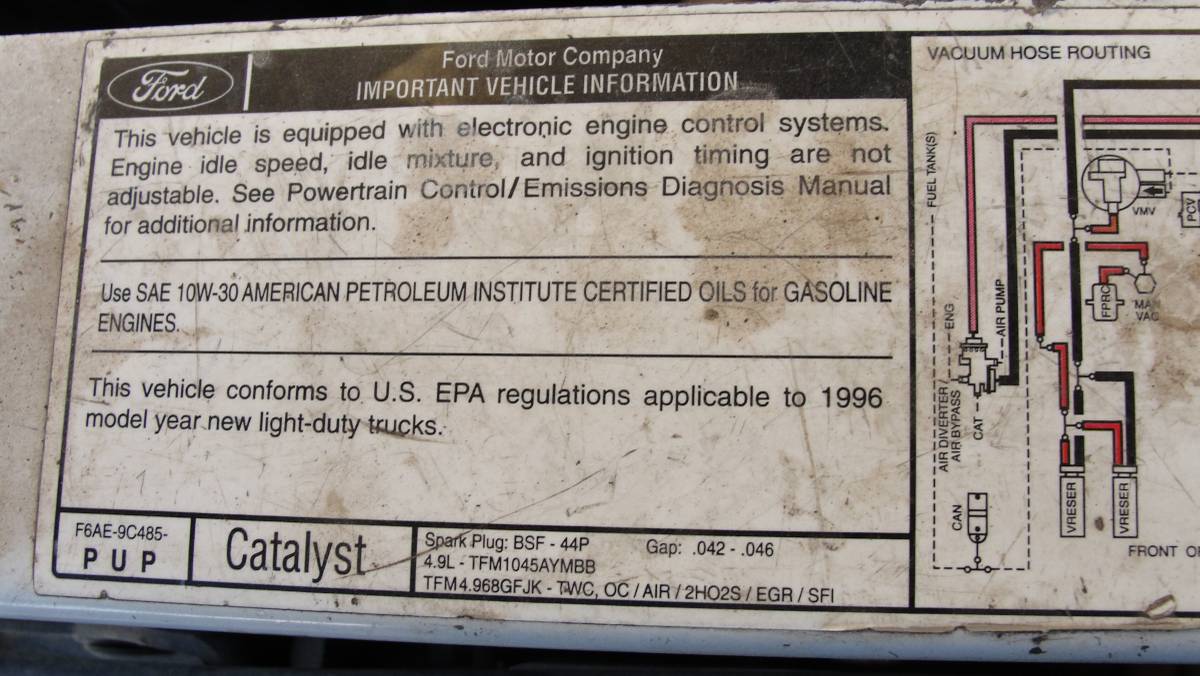 Ford
Ford Motor Company
IMPORTANT VEHICLE INFORMATION
This vehicle is equipped with electronic engine control systems.
Engine idle speed, idle mixture, and ignition timing are not
adjustable. See Powertrain Control/Emissions Diagnosis Manual
for additional information.
Use SAE 10W-30 AMERICAN PETROLEUM INSTITUTE CERTIFIED OILS for GASOLINE
ENGINES.
This vehicle conforms to U.S. EPA regulations applicable to 1996
model year new light-duty trucks.
F6AE-9C485-
PUP
Catalyst
Spark Plug: BSF - 44P Gap: .042 - .046
4.9L - TFM1045AYMBB
TFM4.968GFJK - TWC, OC / AIR / 2HO2S / EGR / SFI
VACUUM HOSE ROUTING
FUEL TANK(S)
VMV
PCV
FPRC
MAN
VAC
ENG
AIR PUMP
AIR DIVERTER /
AIR BYPASS
CAT
CAN
VRESER
VRESER
FRONT